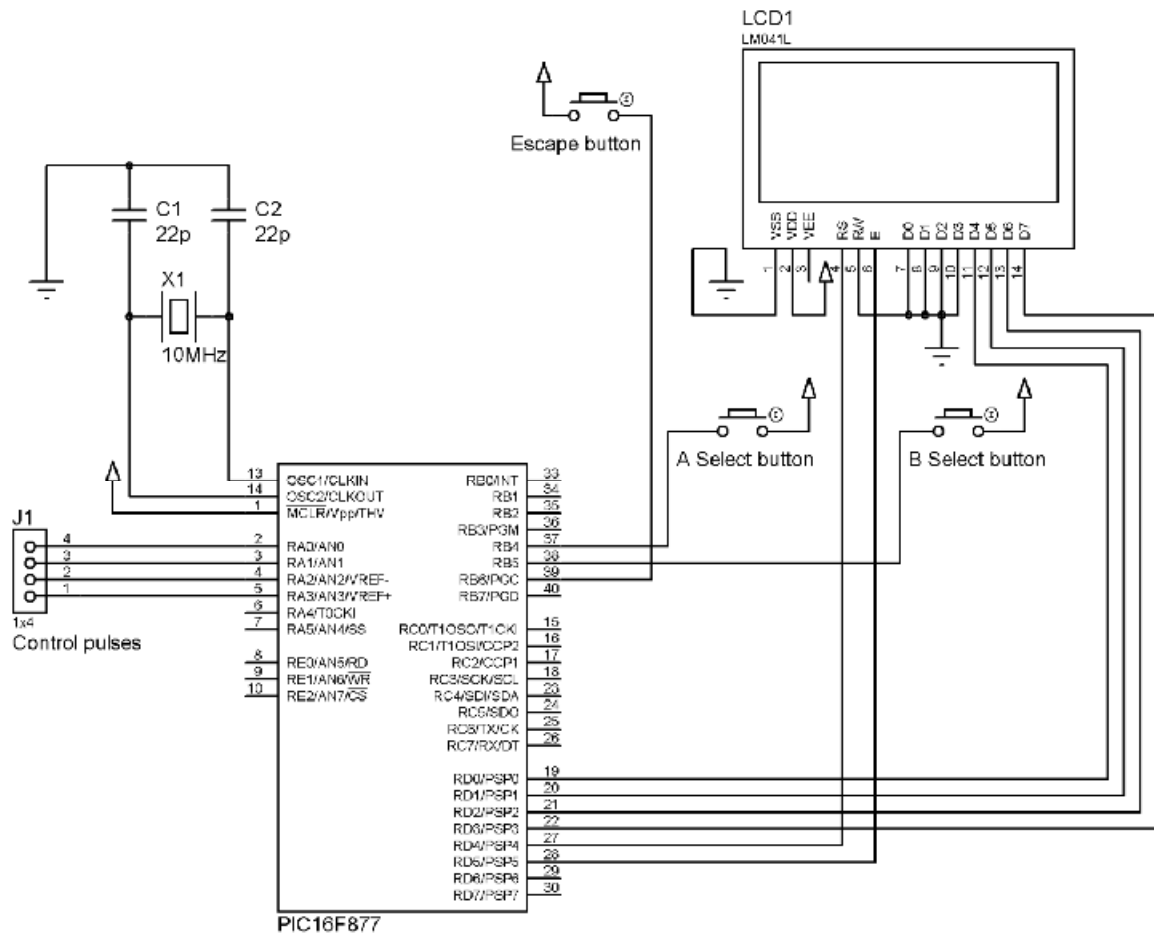 LCD1
LM041L
VSS VDD VEE RS RW E D0 D1 D2 D3 D4 D5 D6 D7
1 2 3 4 5 6 7 8 9 10 11 12 13 14
Escape button
C1
22p
C2
22p
X1
10MHz
A Select button
B Select button
J1
4
3
2
1
1x4
Control pulses
13 OSC1/CLKIN
14 OSC2/CLKOUT
1 MCLR/Vpp/THV
2 RA0/AN0
3 RA1/AN1
4 RA2/AN2/VREF-
5 RA3/AN3/VREF+
6 RA4/T0CKI
7 RA5/AN4/SS
8 RE0/AN5/RD
9 RE1/AN6/WR
10 RE2/AN7/CS
RB0/INT 33
RB1 34
RB2 35
RB3/PGM 36
RB4 37
RB5 38
RB6/PGC 39
RB7/PGD 40
RC0/T1OSO/T1CKI 15
RC1/T1OSI/CCP2 16
RC2/CCP1 17
RC3/SCK/SCL 18
RC4/SDI/SDA 23
RC5/SDO 24
RC6/TX/CK 25
RC7/RX/DT 26
RD0/PSP0 19
RD1/PSP1 20
RD2/PSP2 21
RD3/PSP3 22
RD4/PSP4 27
RD5/PSP5 28
RD6/PSP6 29
RD7/PSP7 30
PIC16F877